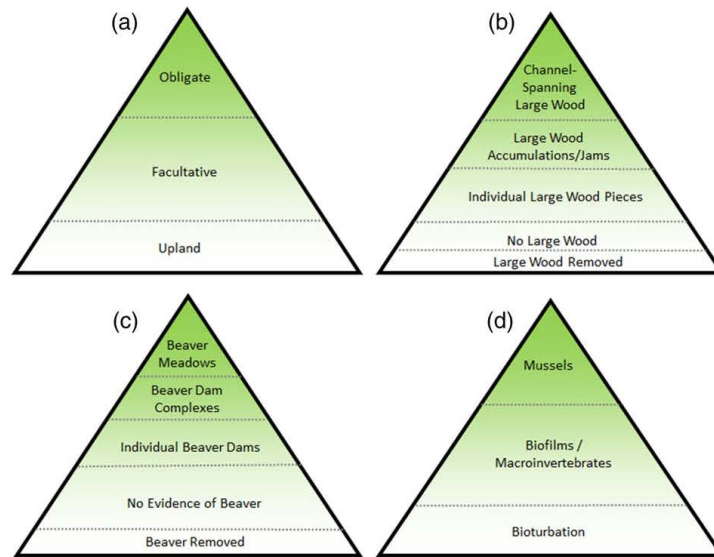 (a)
Obligate
Facultative
Upland
(b)
Channel-
Spanning
Large Wood
Large Wood
Accumulations/Jams
Individual Large Wood Pieces
No Large Wood
Large Wood Removed
(c)
Beaver
Meadows
Beaver Dam
Complexes
Individual Beaver Dams
No Evidence of Beaver
Beaver Removed
(d)
Mussels
Biofilms /
Macroinvertebrates
Bioturbation